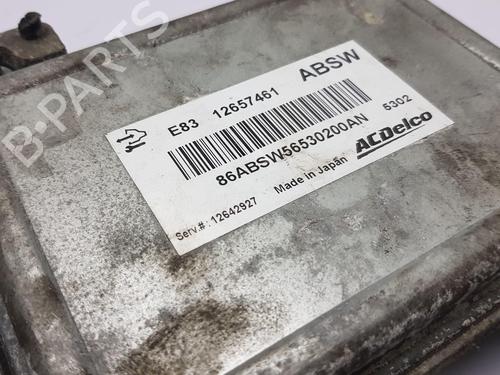 B-PARTS
E83 12657461 ABSW
86ABSW56530200AN 5302
Serv.#: 12642927 Made in Japan ACDelco